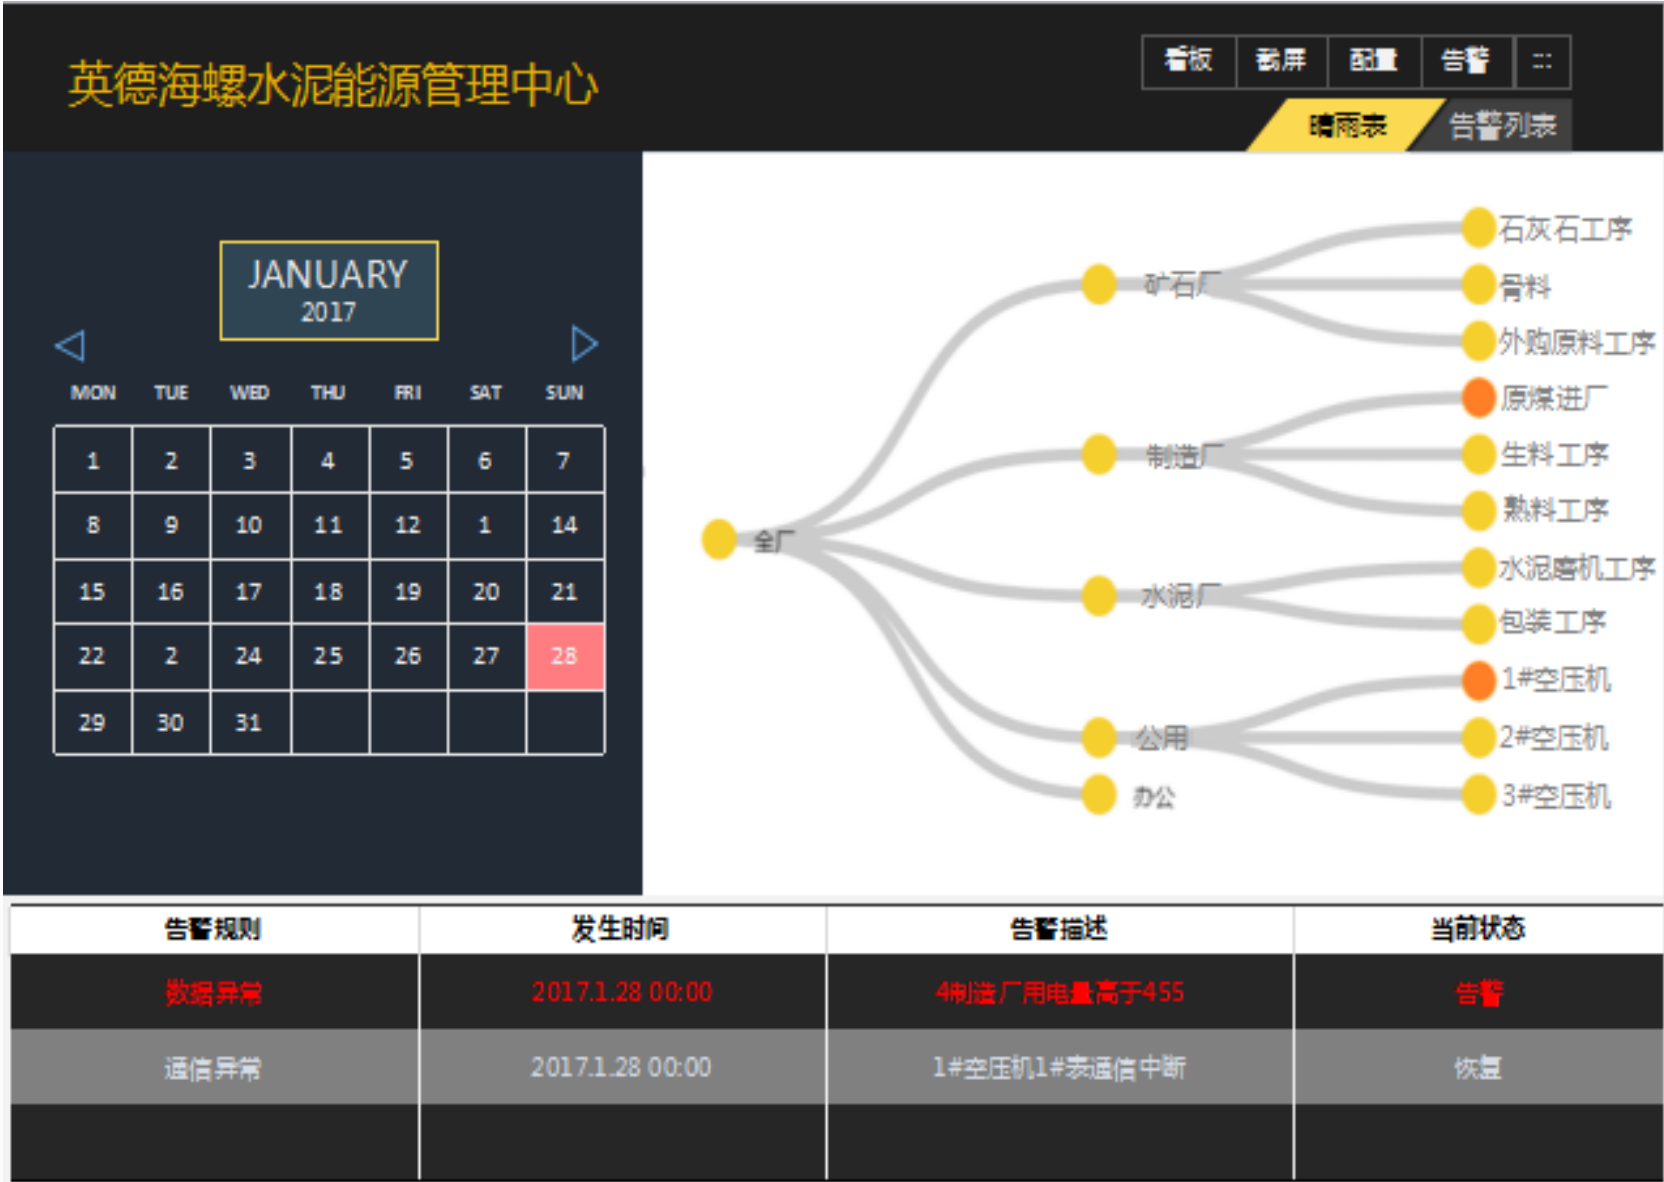 英德海螺水泥能源管理中心
看板 截屏 配置 告警 :::
晴雨表 告警列表
JANUARY
2017
MON TUE WED THU FRI SAT SUN
1 2 3 4 5 6 7
8 9 10 11 12 1 14
15 16 17 18 19 20 21
22 2 24 25 26 27 28
29 30 31
全厂
矿石厂
制造厂
水泥厂
公用
办公
石灰石工序
骨料
外购原料工序
原煤进厂
生料工序
熟料工序
水泥磨机工序
包装工序
1#空压机
2#空压机
3#空压机
告警规则 发生时间 告警描述 当前状态
数据异常 2017.1.28 00:00 4制造厂用电量高于455 告警
通信异常 2017.1.28 00:00 1#空压机1#表通信中断 恢复